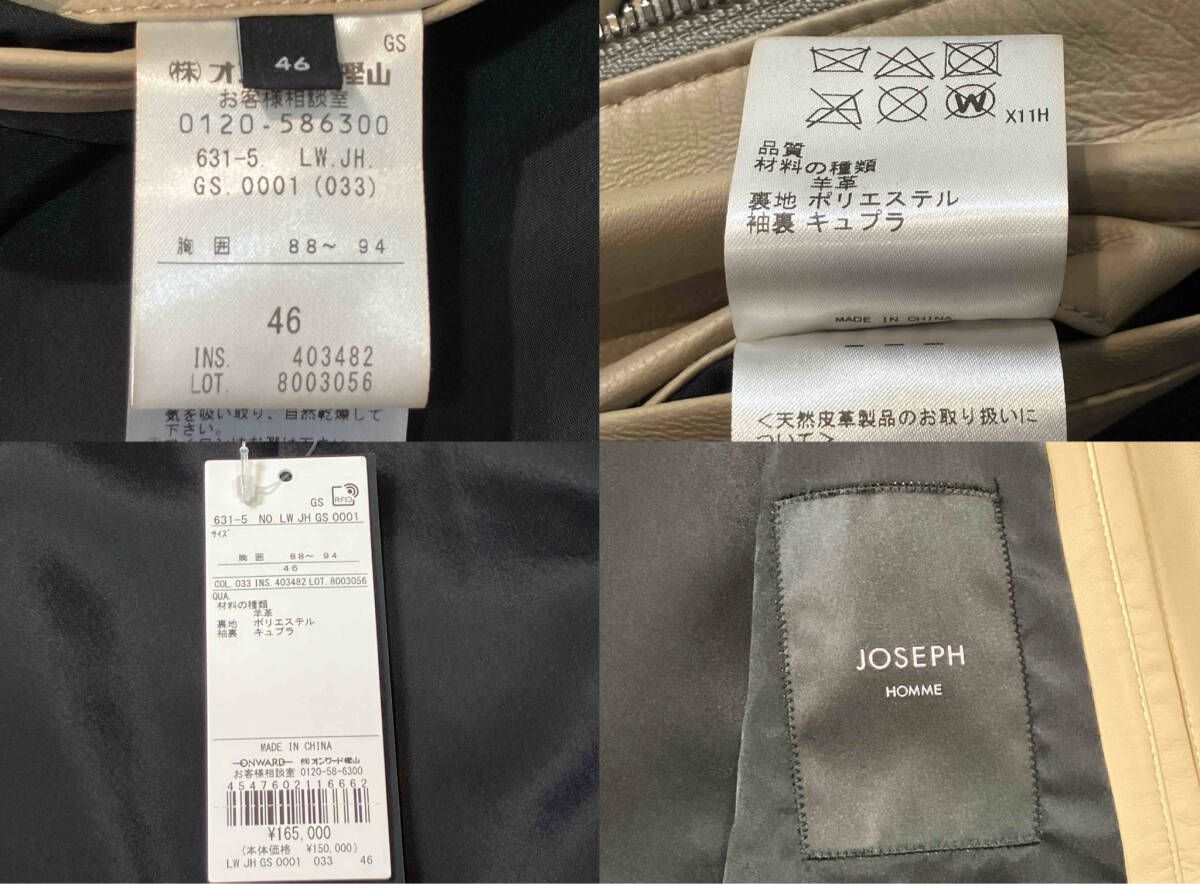 GS
46
(株) オ 樫山
お客様相談室
0120-586300
631-5. LW.JH.
GS.0001 (033)
胸囲 88～ 94
46
INS. 403482
LOT. 8003056
気を吸い取り、自然乾燥して
下さい。
X11H
品質
材料の種類
羊革
裏地 ポリエステル
袖裏 キュプラ
MADE IN CHINA
<天然皮革製品のお取り扱いに
ついて>
GS RFID
631-5 NO. LW JH GS 0001
ｻｲｽﾞ
胸囲 88～ 94
46
COL. 033 INS. 403482 LOT. 8003056
QUA.
材料の種類
羊革
裏地 ポリエステル
袖裏 キュプラ
MADE IN CHINA
ONWARD ㈱オンワード樫山
お客様相談室 0120-58-6300
4547602116662
¥165,000
(本体価格 ¥150,000)
LW JH GS 0001 033 46
JOSEPH
HOMME